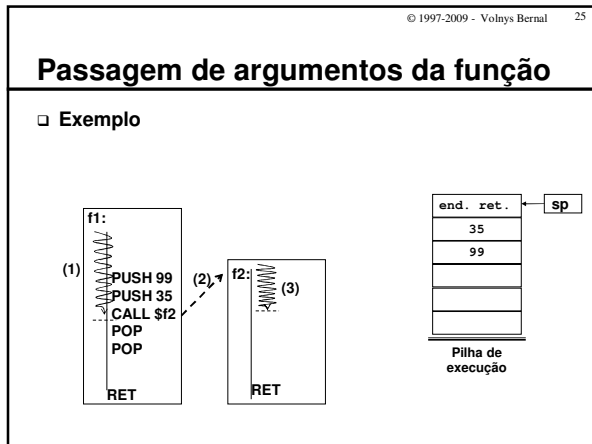 © 1997-2009 - Volnys Bernal 25
Passagem de argumentos da função
Exemplo
f1:
(1)
PUSH 99
PUSH 35
CALL $f2
POP
POP
RET
(2)
f2:
(3)
RET
end. ret.
sp
35
99
Pilha de
execução